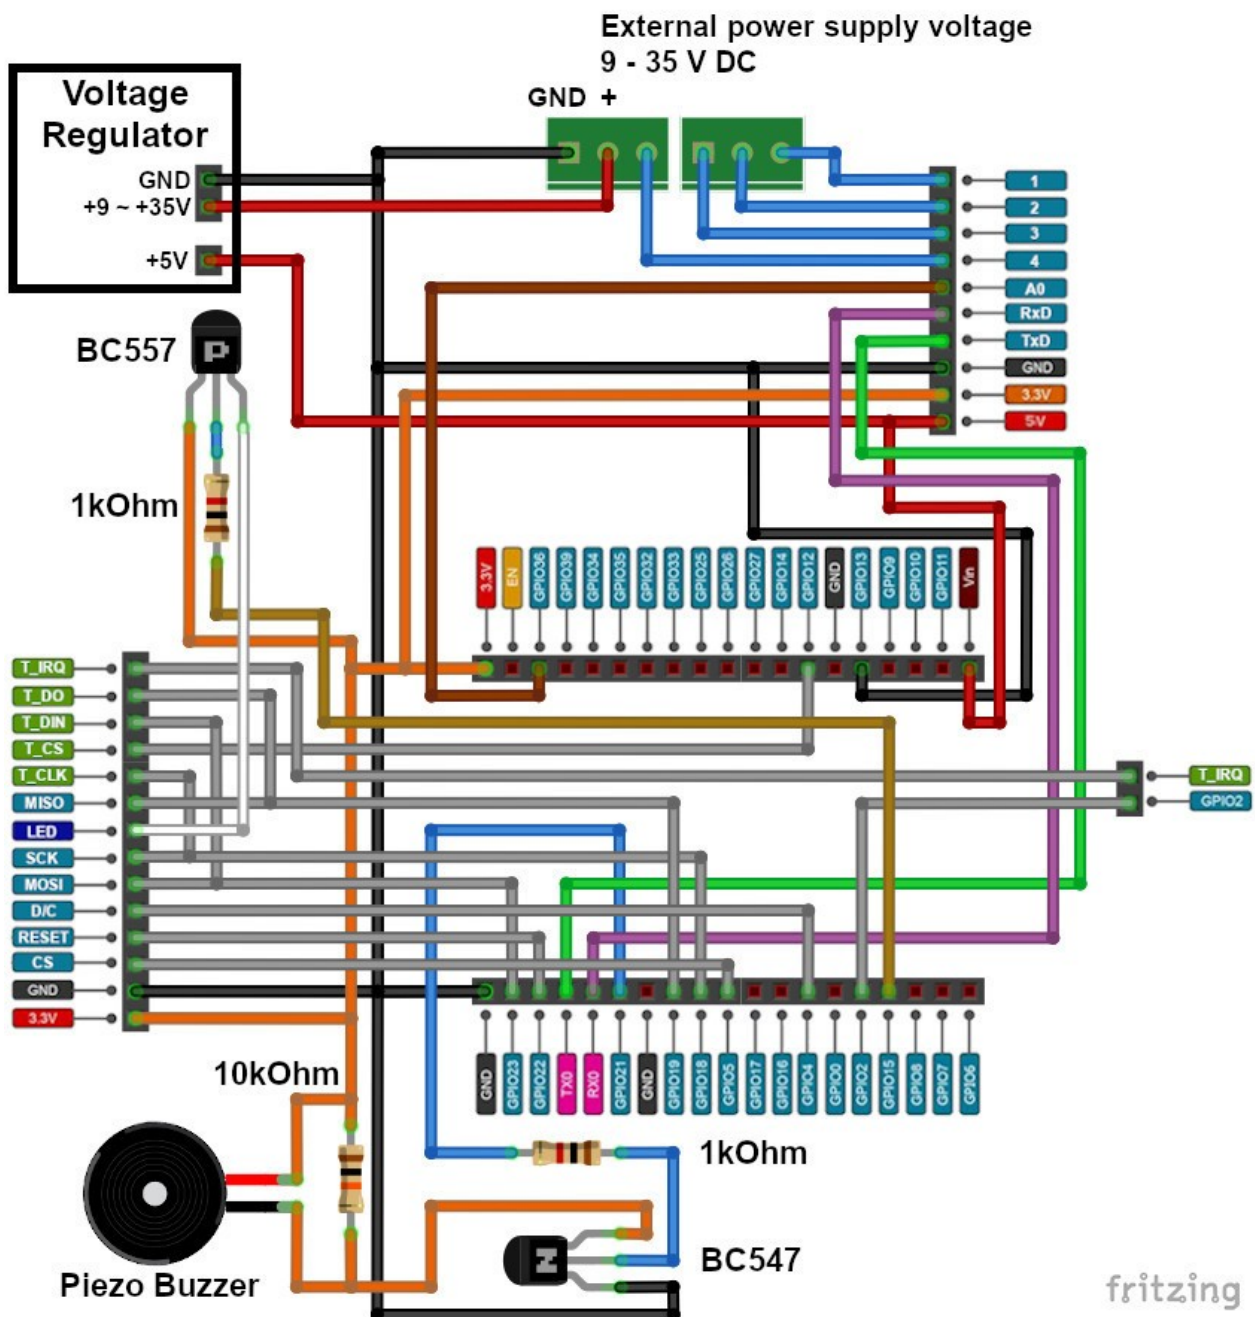 External power supply voltage
9 - 35 V DC
GND +
Voltage
Regulator
GND
+9 ~ +35V
+5V
1
2
3
4
A0
RxD
TxD
GND
3.3V
5V
BC557
P
1kOhm
3.3V
EN
GPIO36
GPIO39
GPIO34
GPIO35
GPIO32
GPIO33
GPIO25
GPIO26
GPIO27
GPIO14
GPIO12
GND
GPIO13
GPIO9
GPIO10
GPIO11
Vin
T_IRQ
T_DO
T_DIN
T_CS
T_CLK
MISO
LED
SCK
MOSI
D/C
RESET
CS
GND
3.3V
T_IRQ
GPIO2
GND
GPIO23
GPIO22
TX0
RX0
GPIO21
GND
GPIO19
GPIO18
GPIO5
GPIO17
GPIO16
GPIO4
GPIO0
GPIO2
GPIO15
GPIO8
GPIO7
GPIO6
10kOhm
1kOhm
N
BC547
Piezo Buzzer
fritzing